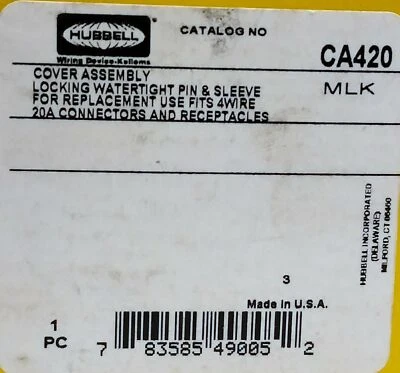 HUBBELL
Wiring Device-Kellems
CATALOG NO
CA420
COVER ASSEMBLY
LOCKING WATERTIGHT PIN & SLEEVE
FOR REPLACEMENT USE FITS 4WIRE
20A CONNECTORS AND RECEPTACLES
MLK
HUBBELL INCORPORATED
(DELAWARE)
MILFORD, CT 06460
3
Made in U.S.A.
1
PC
7 83585 49005 2